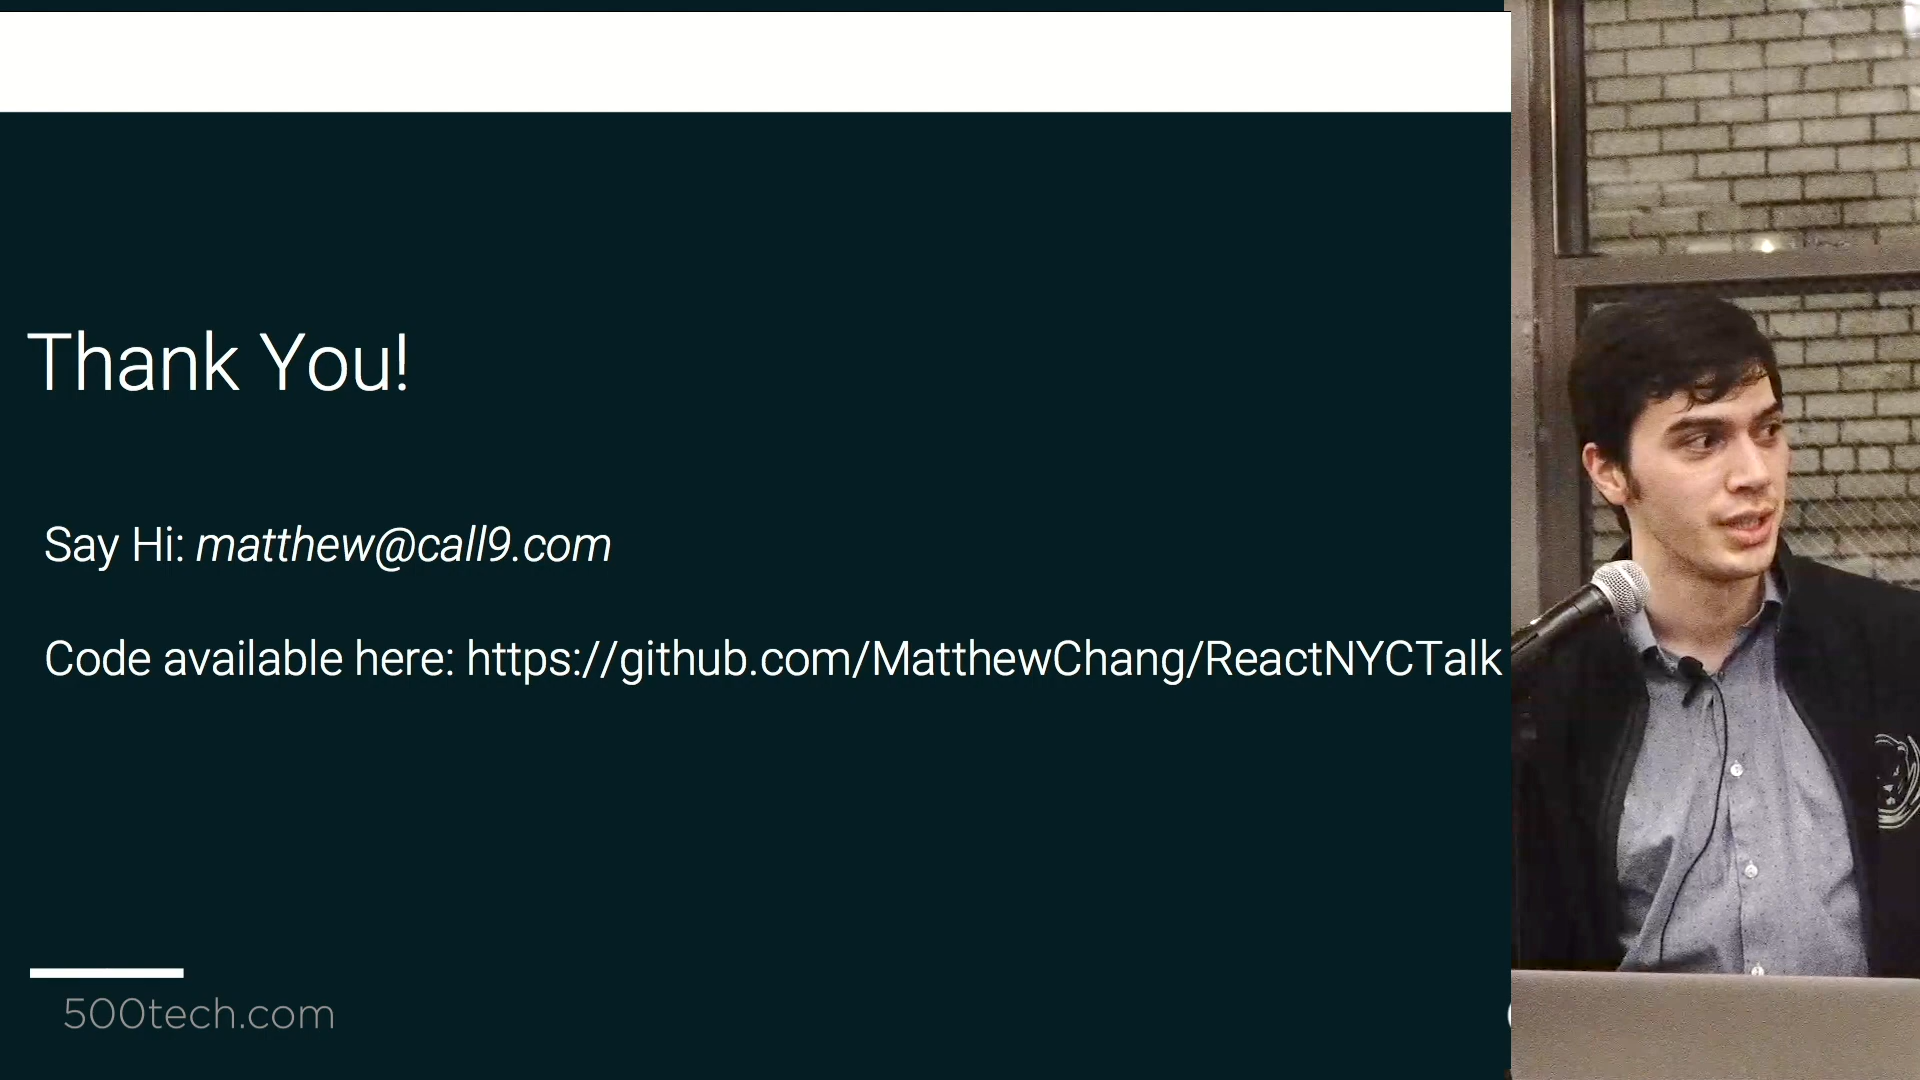 Thank You!
Say Hi: matthew@call9.com
Code available here: https://github.com/MatthewChang/ReactNYCTalk
500tech.com